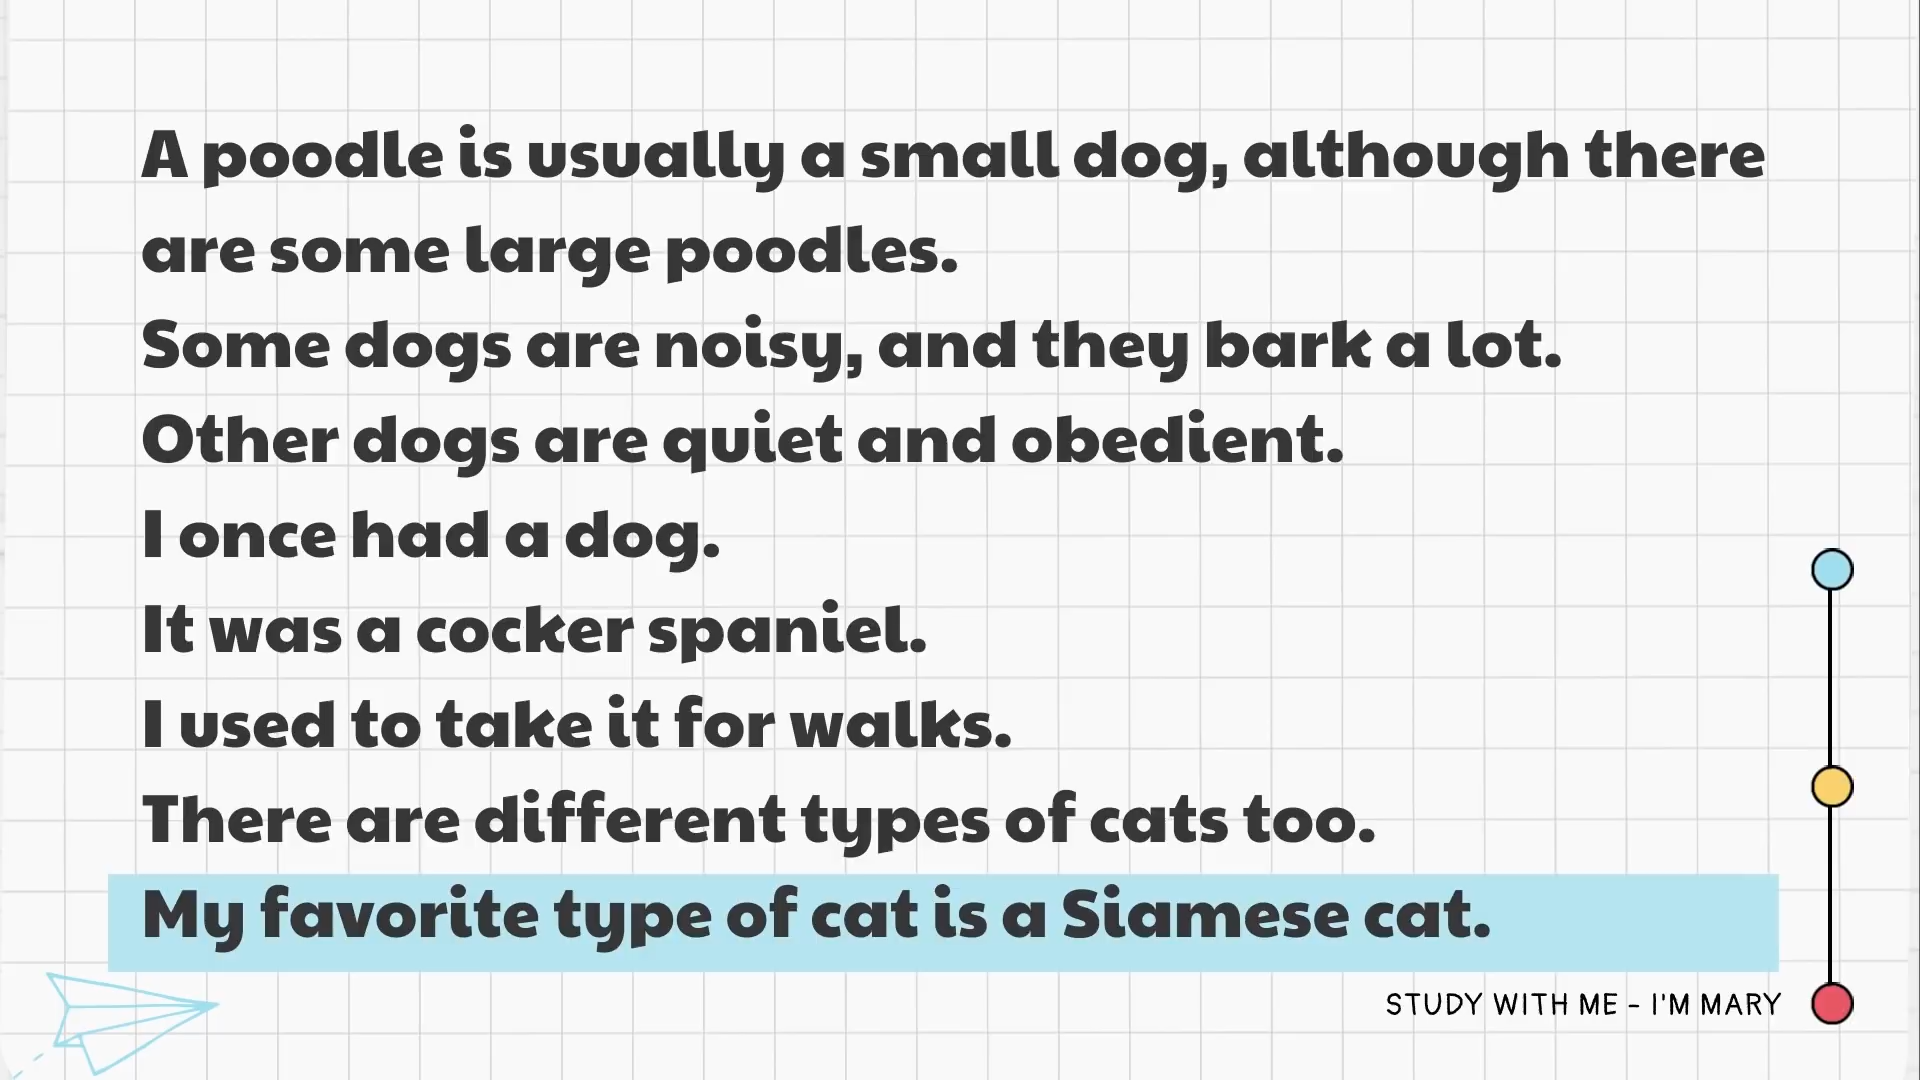 A poodle is usually a small dog, although there
are some large poodles.
Some dogs are noisy, and they bark a lot.
Other dogs are quiet and obedient.
I once had a dog.
It was a cocker spaniel.
I used to take it for walks.
There are different types of cats too.
My favorite type of cat is a Siamese cat.
STUDY WITH ME - I'M MARY